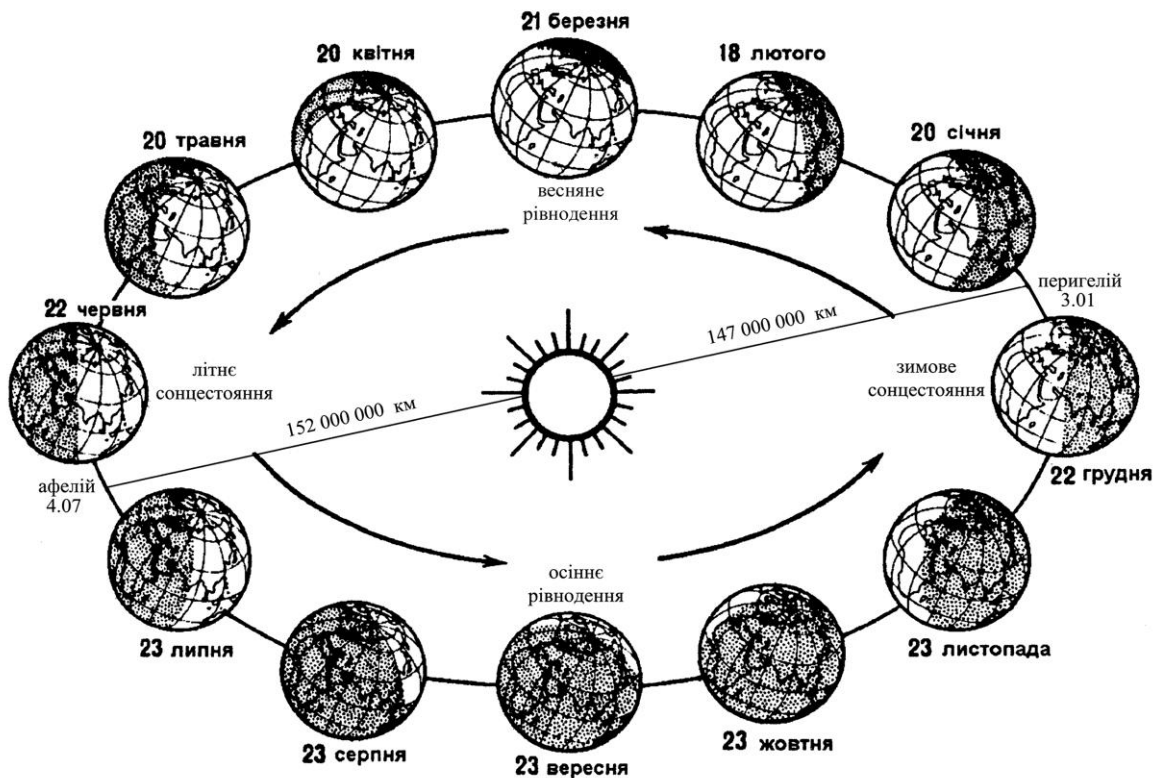 21 березня
20 квітня
18 лютого
20 травня
20 січня
весняне
рівнодення
перигелій
3.01
22 червня
147 000 000 км
літнє
сонцестояння
зимове
сонцестояння
152 000 000 км
афелій
4.07
22 грудня
осіннє
рівнодення
23 липня
23 листопада
23 серпня
23 вересня
23 жовтня